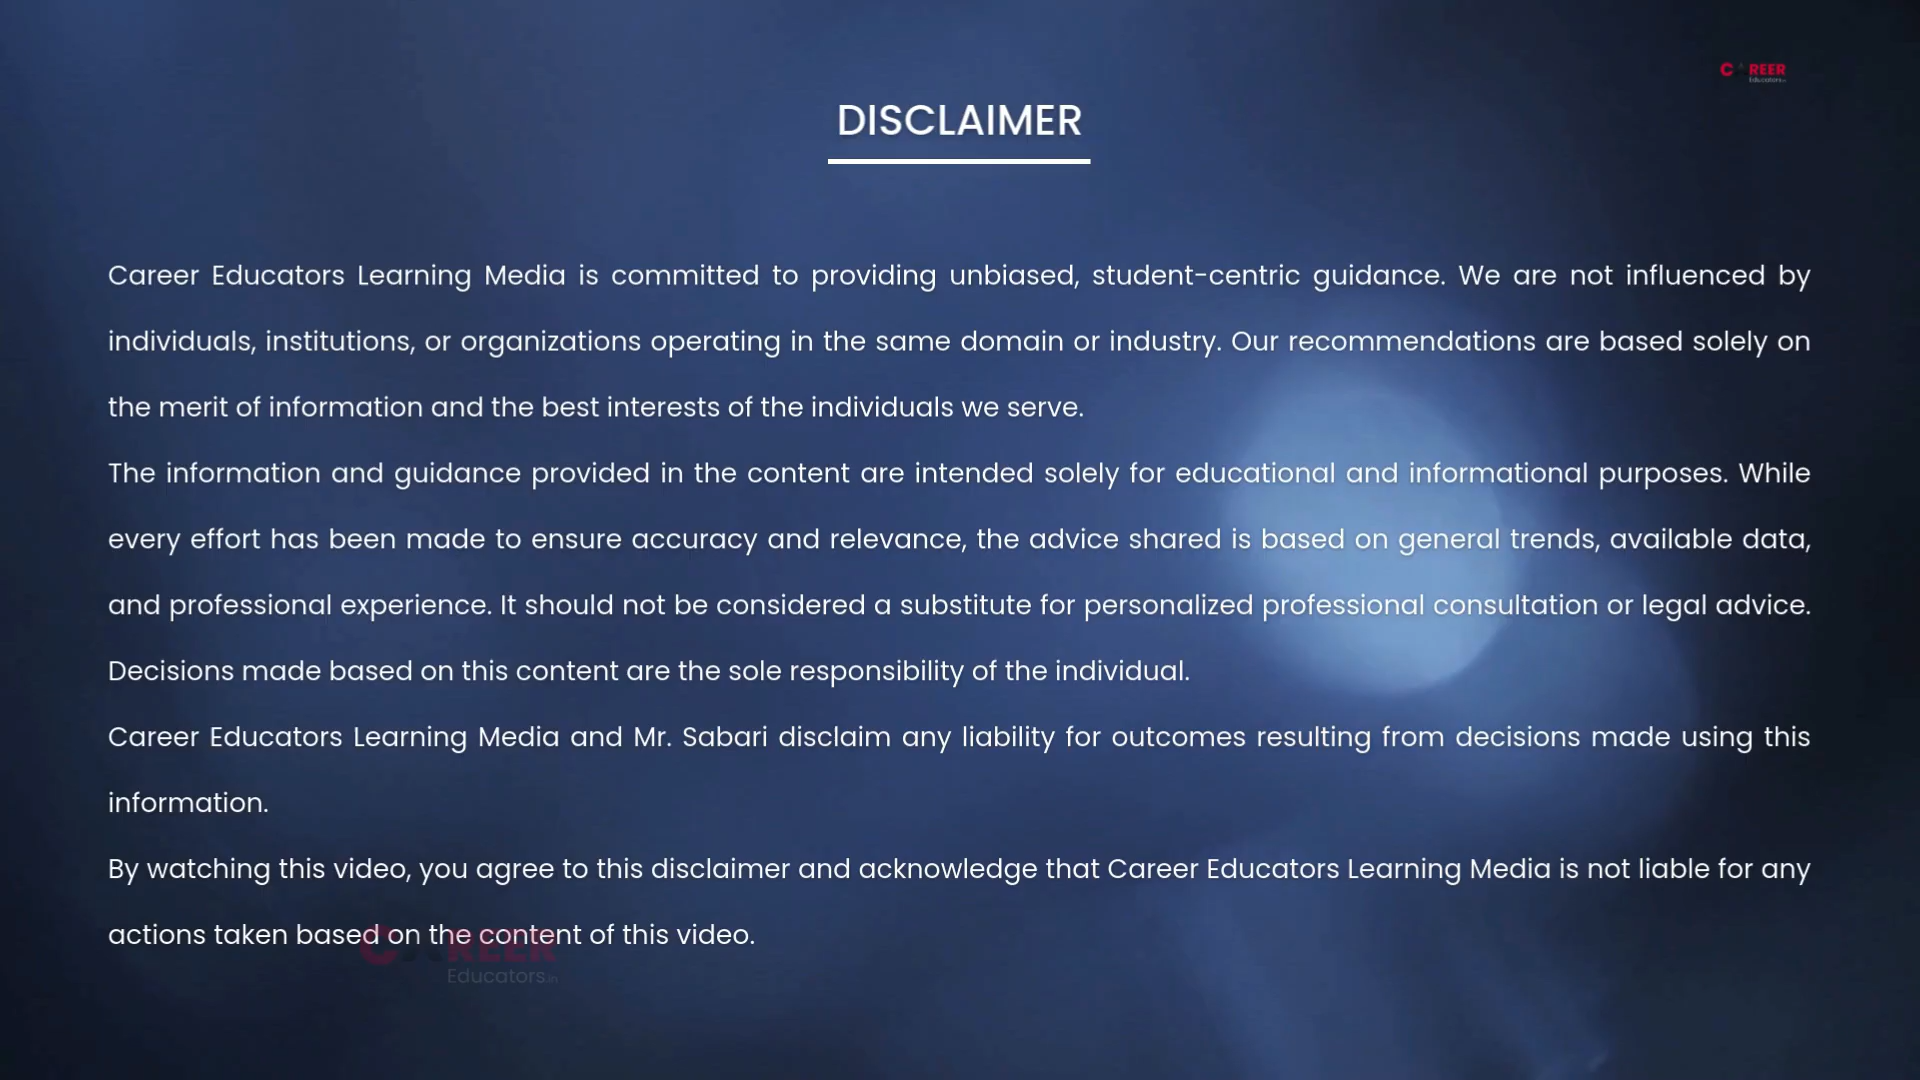 CAREER
Educators.in
DISCLAIMER
Career Educators Learning Media is committed to providing unbiased, student-centric guidance. We are not influenced by
individuals, institutions, or organizations operating in the same domain or industry. Our recommendations are based solely on
the merit of information and the best interests of the individuals we serve.
The information and guidance provided in the content are intended solely for educational and informational purposes. While
every effort has been made to ensure accuracy and relevance, the advice shared is based on general trends, available data,
and professional experience. It should not be considered a substitute for personalized professional consultation or legal advice.
Decisions made based on this content are the sole responsibility of the individual.
Career Educators Learning Media and Mr. Sabari disclaim any liability for outcomes resulting from decisions made using this
information.
By watching this video, you agree to this disclaimer and acknowledge that Career Educators Learning Media is not liable for any
actions taken based on the content of this video.
CAREER
Educators.in